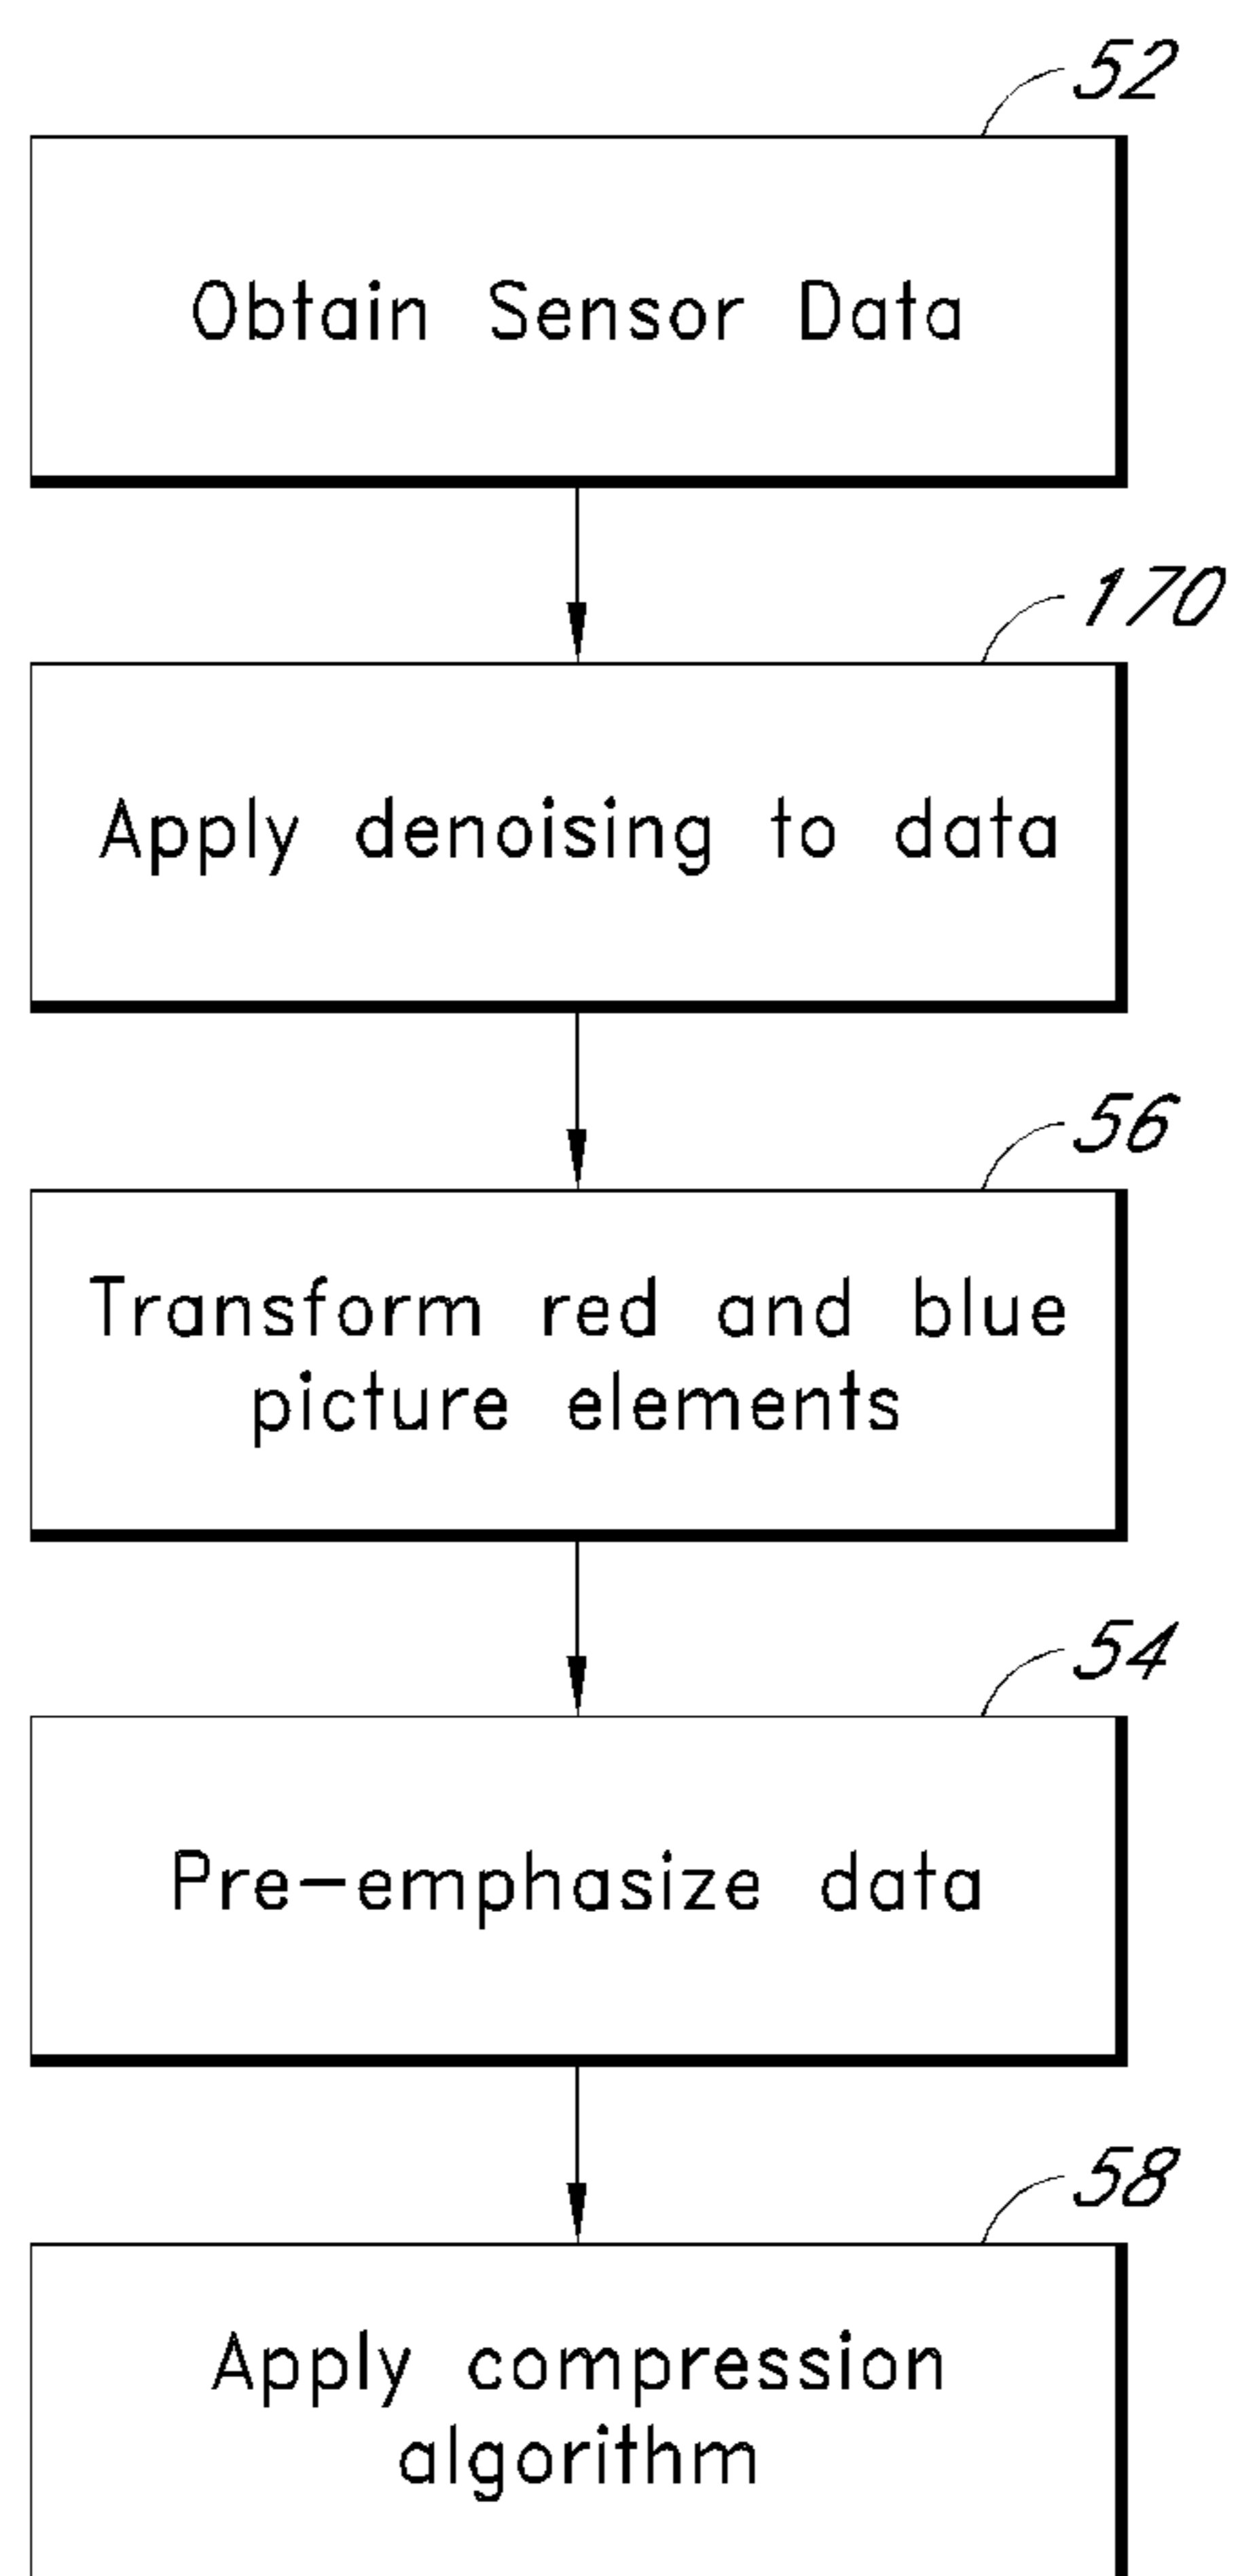 52
Obtain Sensor Data
170
Apply denoising to data
56
Transform red and blue
picture elements
54
Pre-emphasize data
58
Apply compression
algorithm